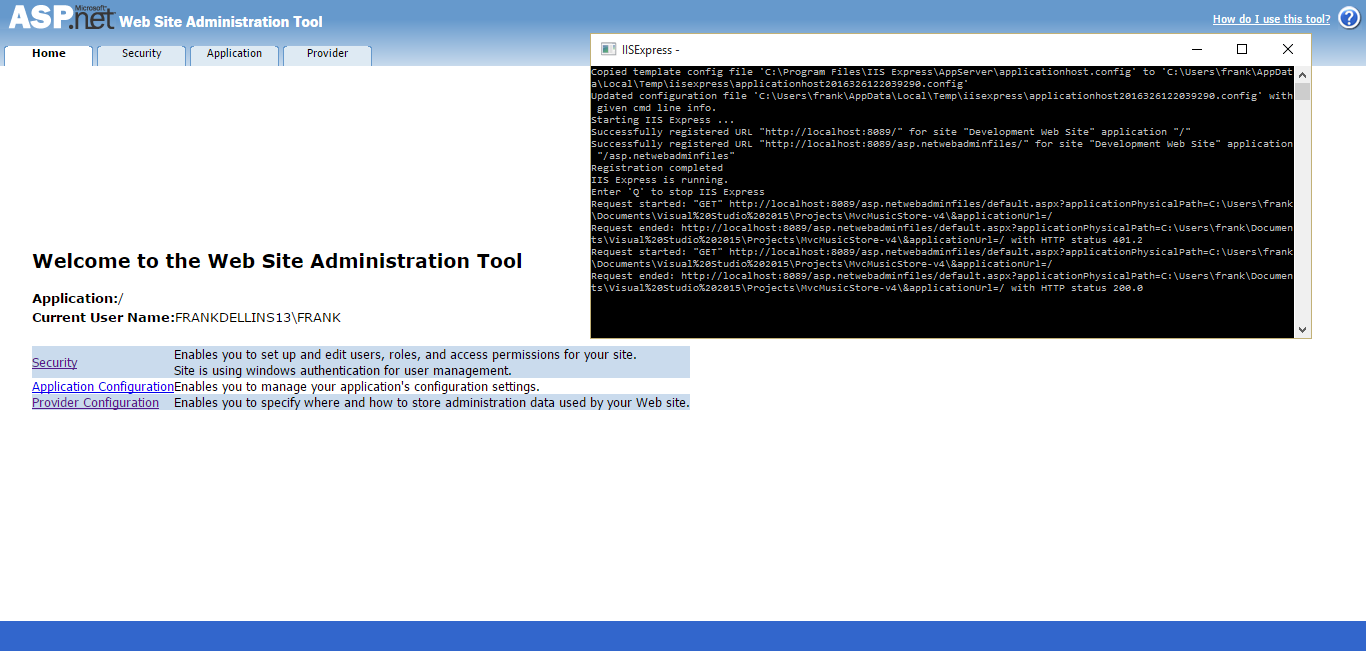 ASP.net Microsoft® Web Site Administration Tool
How do I use this tool? ?
Home Security Application Provider
IISExpress -
Copied template config file 'C:\Program Files\IIS Express\AppServer\applicationhost.config' to 'C:\Users\frank\AppDat
a\Local\Temp\iisexpress\applicationhost2016326122039290.config'
Updated configuration file 'C:\Users\frank\AppData\Local\Temp\iisexpress\applicationhost2016326122039290.config' with
given cmd line info.
Starting IIS Express ...
Successfully registered URL "http://localhost:8089/" for site "Development Web Site" application "/"
Successfully registered URL "http://localhost:8089/asp.netwebadminfiles/" for site "Development Web Site" application
"/asp.netwebadminfiles"
Registration completed
IIS Express is running.
Enter 'Q' to stop IIS Express
Request started: "GET" http://localhost:8089/asp.netwebadminfiles/default.aspx?applicationPhysicalPath=C:\Users\frank
\Documents\Visual%20Studio%202015\Projects\MvcMusicStore-v4\&applicationUrl=/
Request ended: http://localhost:8089/asp.netwebadminfiles/default.aspx?applicationPhysicalPath=C:\Users\frank\Documen
ts\Visual%20Studio%202015\Projects\MvcMusicStore-v4\&applicationUrl=/ with HTTP status 401.2
Request started: "GET" http://localhost:8089/asp.netwebadminfiles/default.aspx?applicationPhysicalPath=C:\Users\frank
\Documents\Visual%20Studio%202015\Projects\MvcMusicStore-v4\&applicationUrl=/
Request ended: http://localhost:8089/asp.netwebadminfiles/default.aspx?applicationPhysicalPath=C:\Users\frank\Documen
ts\Visual%20Studio%202015\Projects\MvcMusicStore-v4\&applicationUrl=/ with HTTP status 200.0
Welcome to the Web Site Administration Tool
Application:/
Current User Name:FRANKDELLINS13\FRANK
Security Enables you to set up and edit users, roles, and access permissions for your site.
Site is using windows authentication for user management.
Application Configuration Enables you to manage your application's configuration settings.
Provider Configuration Enables you to specify where and how to store administration data used by your Web site.